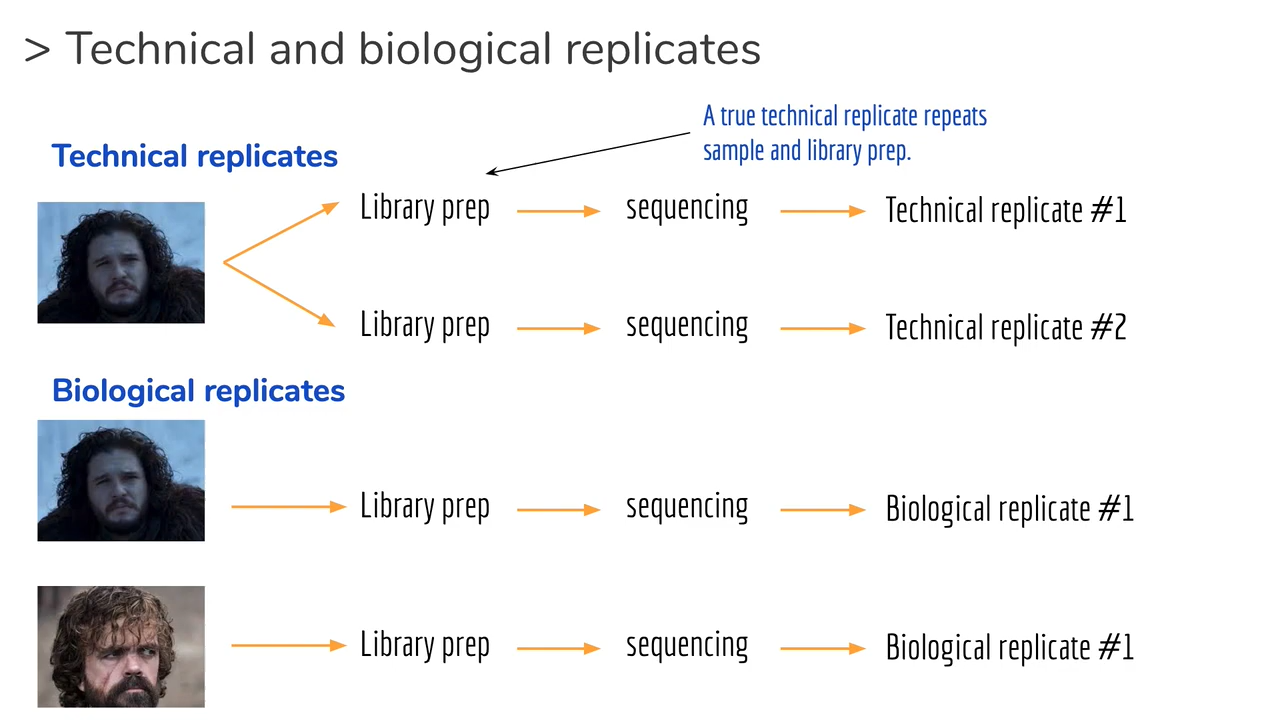 > Technical and biological replicates
A true technical replicate repeats
sample and library prep.
Technical replicates
Library prep sequencing Technical replicate #1
Library prep sequencing Technical replicate #2
Biological replicates
Library prep sequencing Biological replicate #1
Library prep sequencing Biological replicate #1